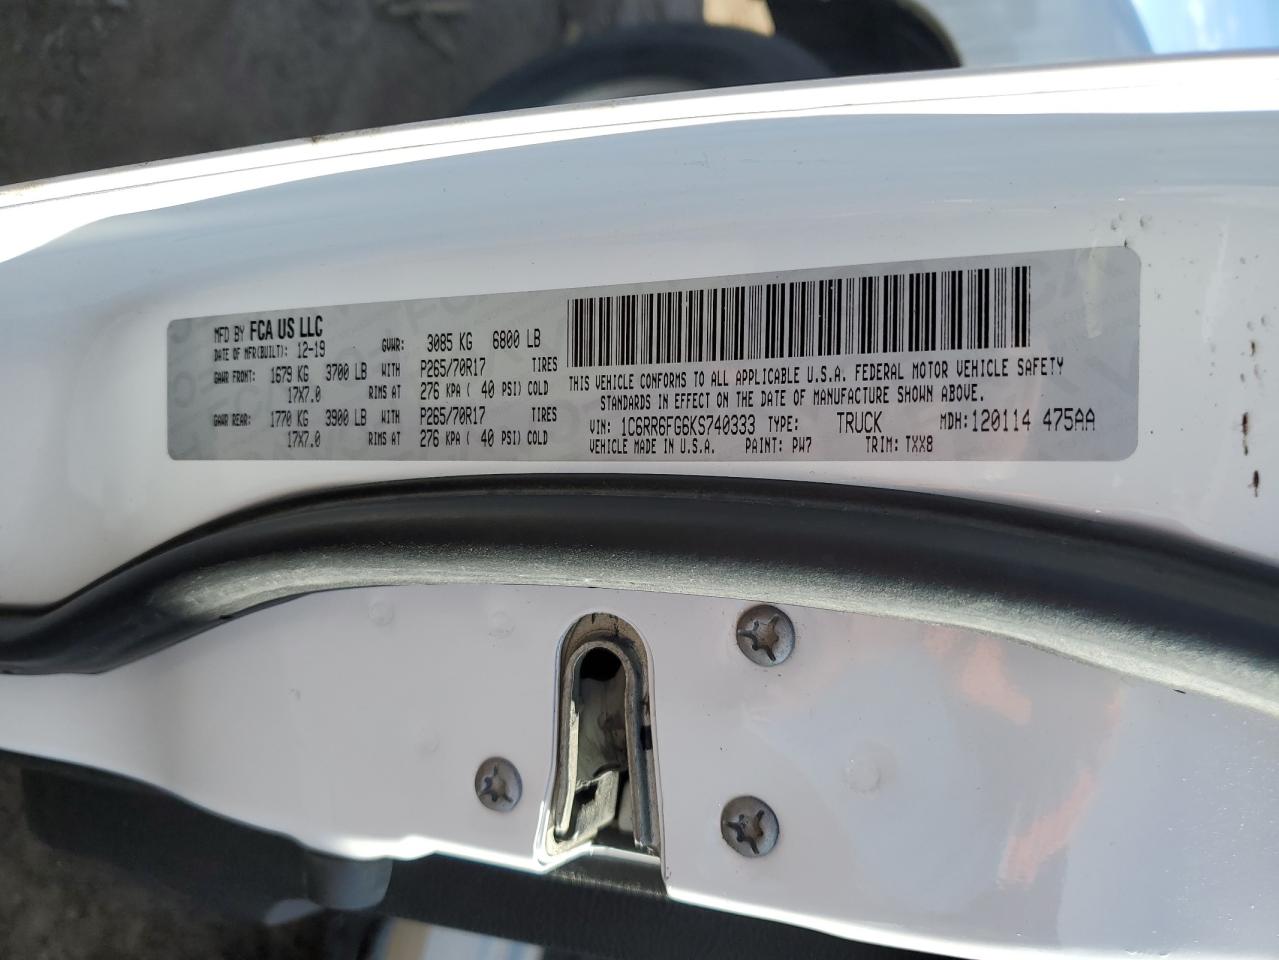 MFD BY FCA US LLC
DATE OF MFR(BUILT): 12-19 GVWR: 3085 KG 6800 LB
GAWR FRONT: 1679 KG 3700 LB WITH P265/70R17 TIRES
17X7.0 RIMS AT 276 KPA ( 40 PSI) COLD
GAWR REAR: 1770 KG 3900 LB WITH P265/70R17 TIRES
17X7.0 RIMS AT 276 KPA ( 40 PSI) COLD
THIS VEHICLE CONFORMS TO ALL APPLICABLE U.S.A. FEDERAL MOTOR VEHICLE SAFETY
STANDARDS IN EFFECT ON THE DATE OF MANUFACTURE SHOWN ABOVE.
VIN: 1C6RR6FG6KS740333 TYPE: TRUCK MDH:120114 475AA
VEHICLE MADE IN U.S.A. PAINT: PW7 TRIM: TXX8